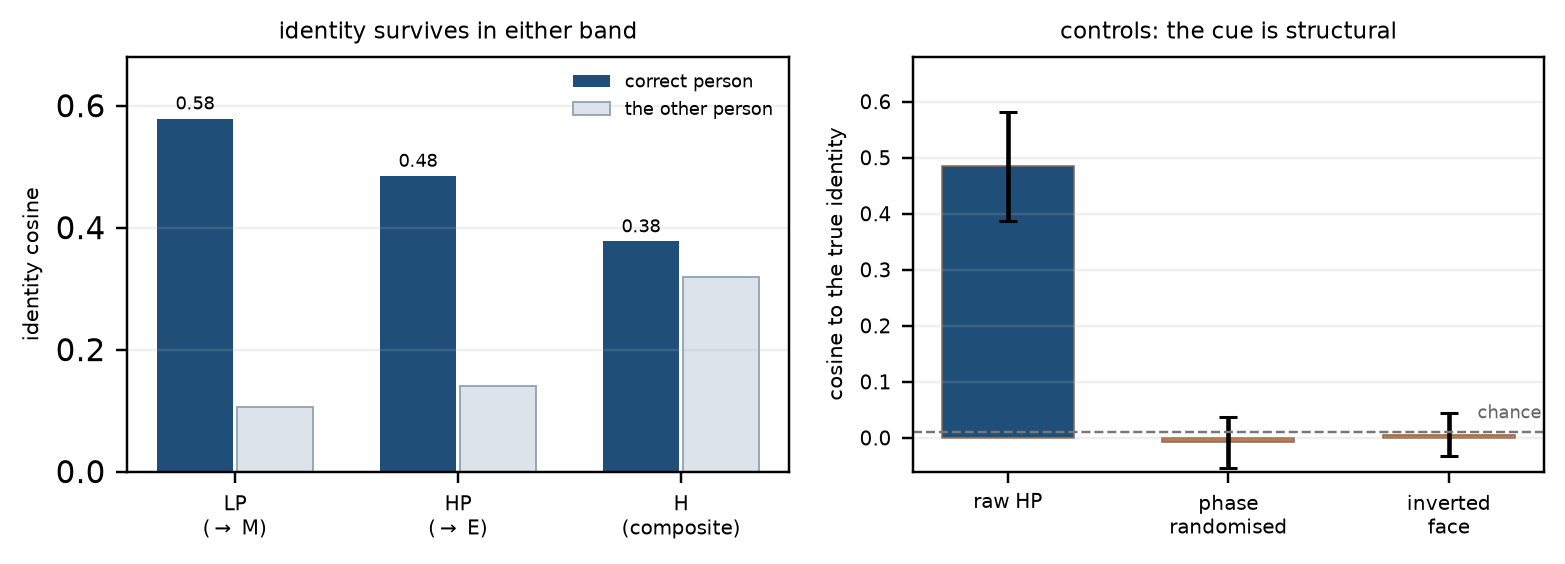 identity survives in either band
identity cosine
0.6
0.4
0.2
0.0
0.58
0.48
0.38
correct person
the other person
LP
(→ M)
HP
(→ E)
H
(composite)
controls: the cue is structural
cosine to the true identity
0.6
0.5
0.4
0.3
0.2
0.1
0.0
chance
raw HP
phase
randomised
inverted
face